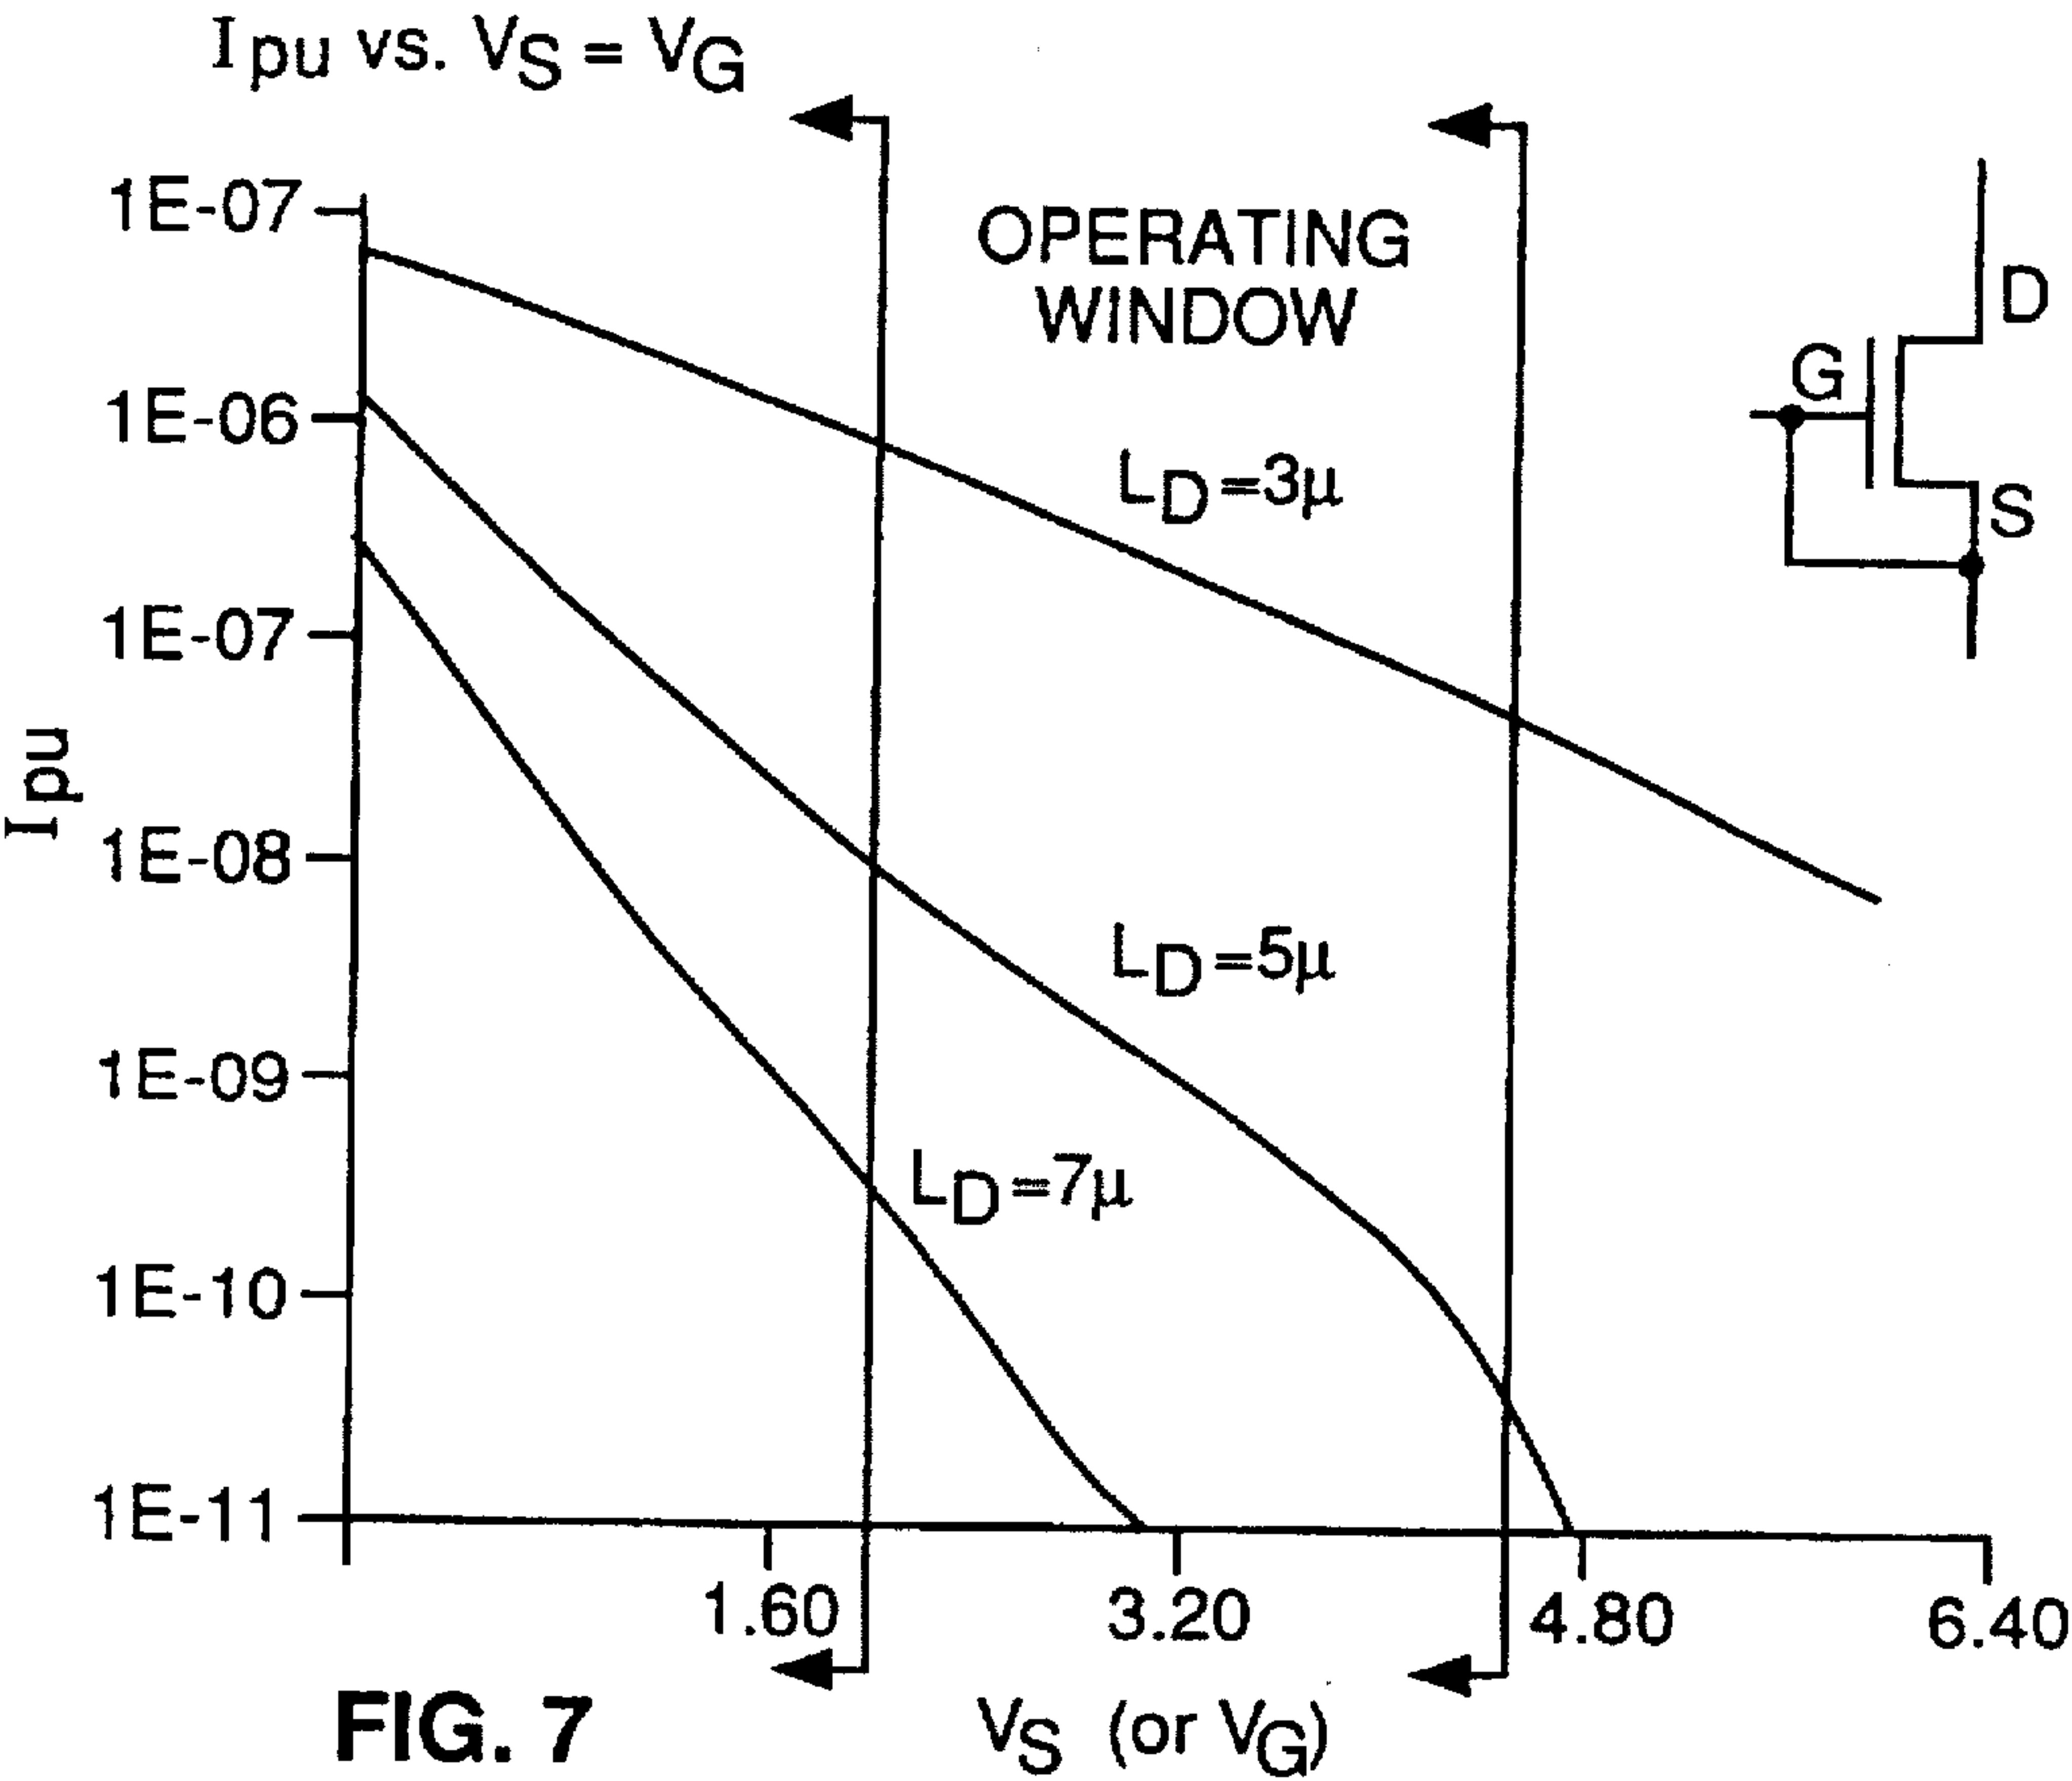 Ipu vs. VS = VG
1E-07
1E-06
1E-07
1E-08
1E-09
1E-10
1E-11
Ipu
OPERATING
WINDOW
LD=3µ
LD=5µ
LD=7µ
D
G
S
1.60
3.20
4.80
6.40
VS (or VG)
FIG. 7